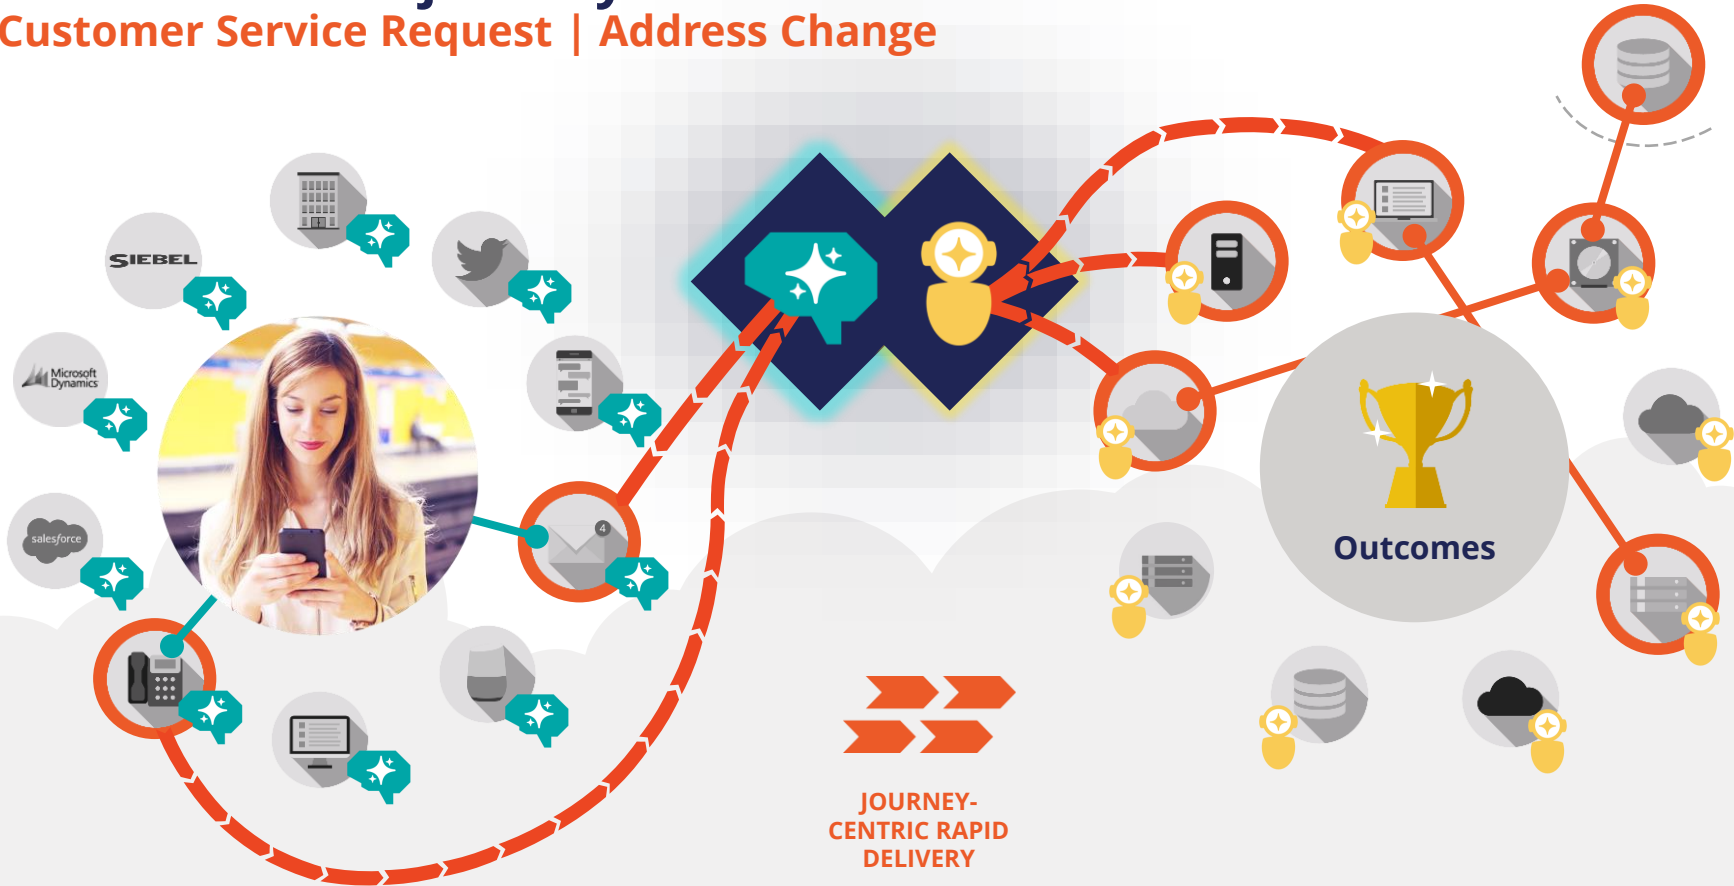 Customer Service Request | Address Change
SIEBEL
Microsoft
Dynamics
salesforce
4
Outcomes
JOURNEY-
CENTRIC RAPID
DELIVERY